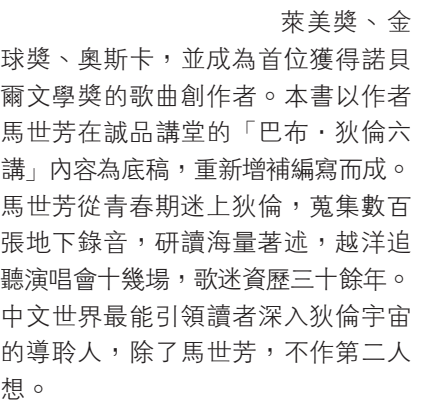 萊美獎、金
球獎、奧斯卡，並成為首位獲得諾貝
爾文學獎的歌曲創作者。本書以作者
馬世芳在誠品講堂的「巴布．狄倫六
講」內容為底稿，重新增補編寫而成。
馬世芳從青春期迷上狄倫，蒐集數百
張地下錄音，研讀海量著述，越洋追
聽演唱會十幾場，歌迷資歷三十餘年。
中文世界最能引領讀者深入狄倫宇宙
的導聆人，除了馬世芳，不作第二人
想。